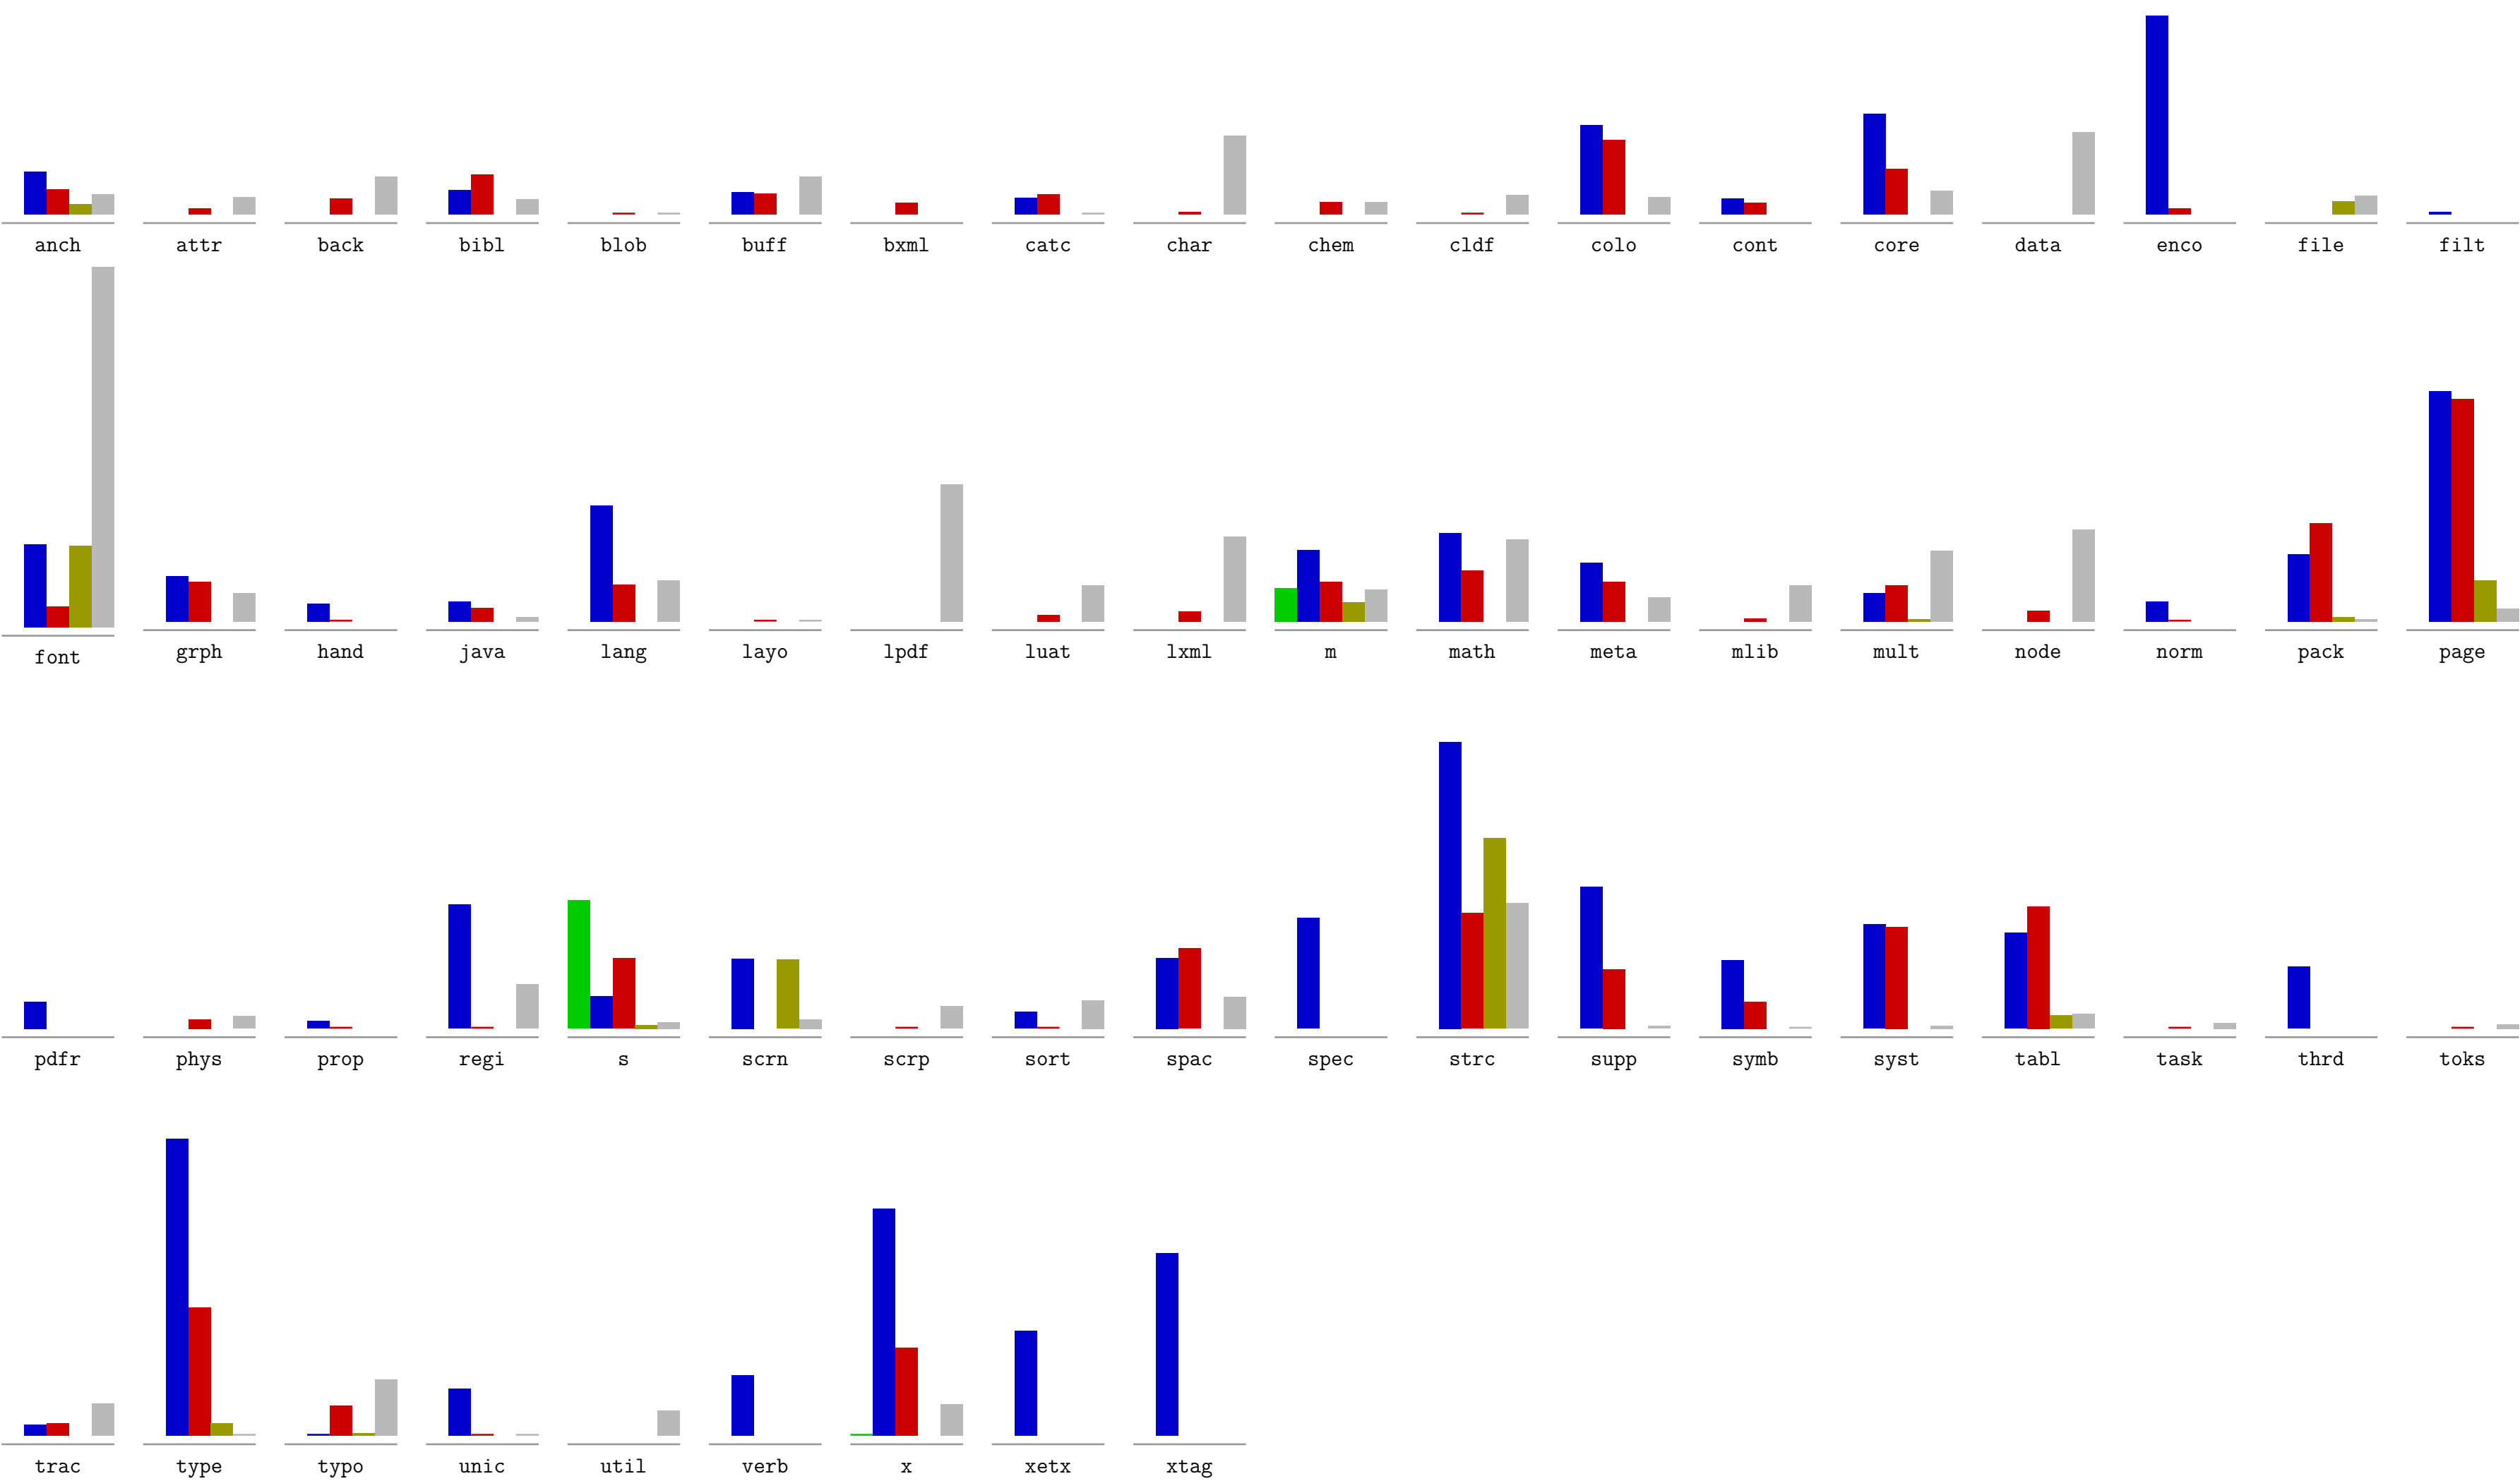 anch attr back bibl blob buff bxml catc char chem cldf colo cont core data enco file filt
font grph hand java lang layo lpdf luat lxml m math meta mlib mult node norm pack page
pdfr phys prop regi s scrn scrp sort spac spec strc supp symb syst tabl task thrd toks
trac type typo unic util verb x xetx xtag